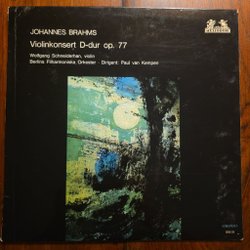 JOHANNES BRAHMS
Violinkonsert D-dur op. 77
Wolfgang Schneiderhan, violin
Berlins Filharmoniska Orkester · Dirigent: Paul van Kempen